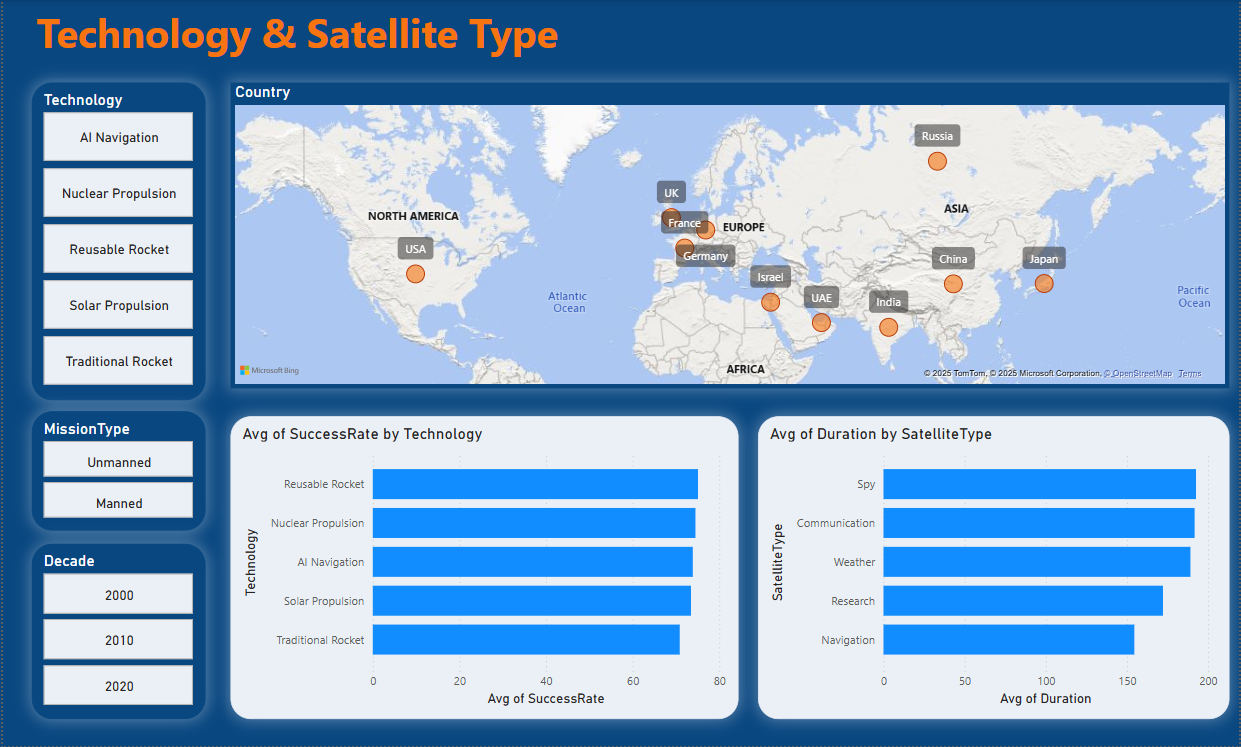 Technology & Satellite Type
Technology
AI Navigation
Nuclear Propulsion
Reusable Rocket
Solar Propulsion
Traditional Rocket
MissionType
Unmanned
Manned
Decade
2000
2010
2020
Country
Russia
UK
NORTH AMERICA
ASIA
France
EUROPE
USA
Germany
China
Japan
Israel
Atlantic
Ocean
UAE
India
Pacific
Ocean
AFRICA
Microsoft Bing
© 2025 TomTom, © 2025 Microsoft Corporation, © OpenStreetMap Terms
Avg of SuccessRate by Technology
Technology
Reusable Rocket
Nuclear Propulsion
AI Navigation
Solar Propulsion
Traditional Rocket
0 20 40 60 80
Avg of SuccessRate
Avg of Duration by SatelliteType
SatelliteType
Spy
Communication
Weather
Research
Navigation
0 50 100 150 200
Avg of Duration